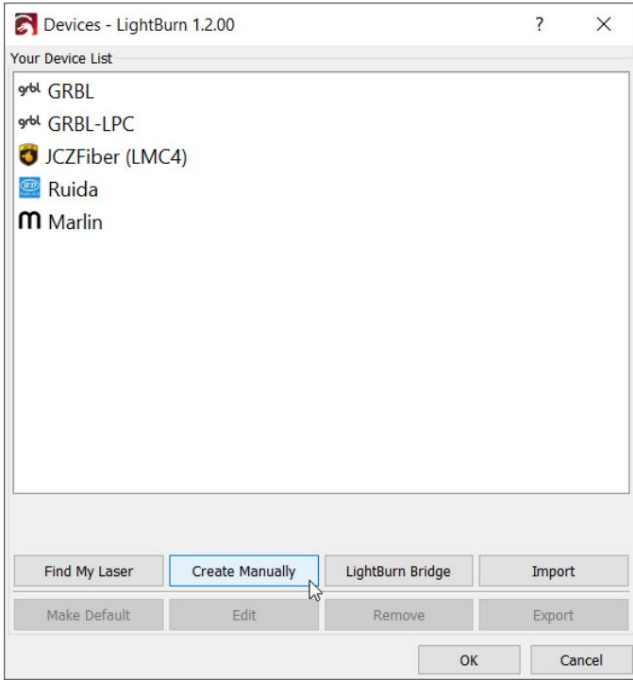 Devices - LightBurn 1.2.00 ?
Your Device List
grbl GRBL
grbl GRBL-LPC
JCZFiber (LMC4)
Ruida
m Marlin
Find My Laser Create Manually LightBurn Bridge Import
Make Default Edit Remove Export
OK Cancel